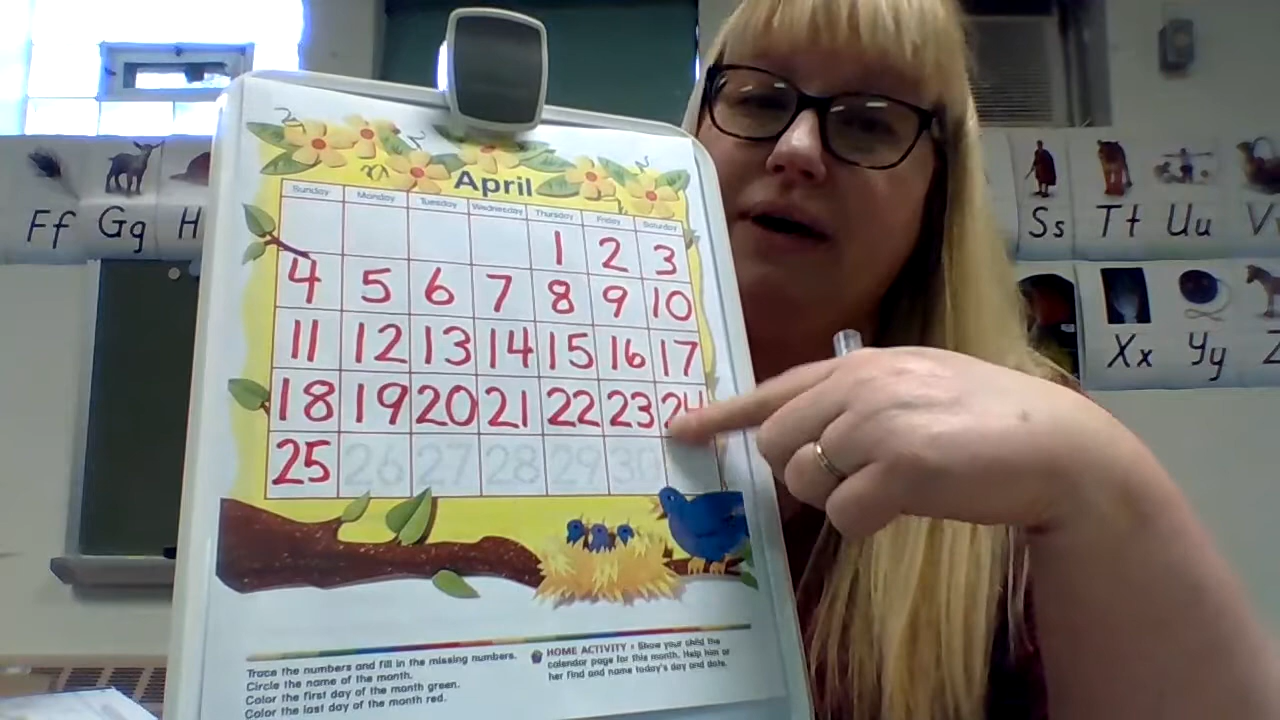 Ff Gg H
Ss Tt Uu V
Xx Yy Z
April
Sunday Monday Tuesday Wednesday Thursday Friday Saturday
1 2 3
4 5 6 7 8 9 10
11 12 13 14 15 16 17
18 19 20 21 22 23 24
25 26 27 28 29 30
Trace the numbers and fill in the missing numbers.
Circle the name of the month.
Color the first day of the month green.
Color the last day of the month red.
HOME ACTIVITY • Show your child the
calendar page for this month. Help him or
her find and name today's day and date.